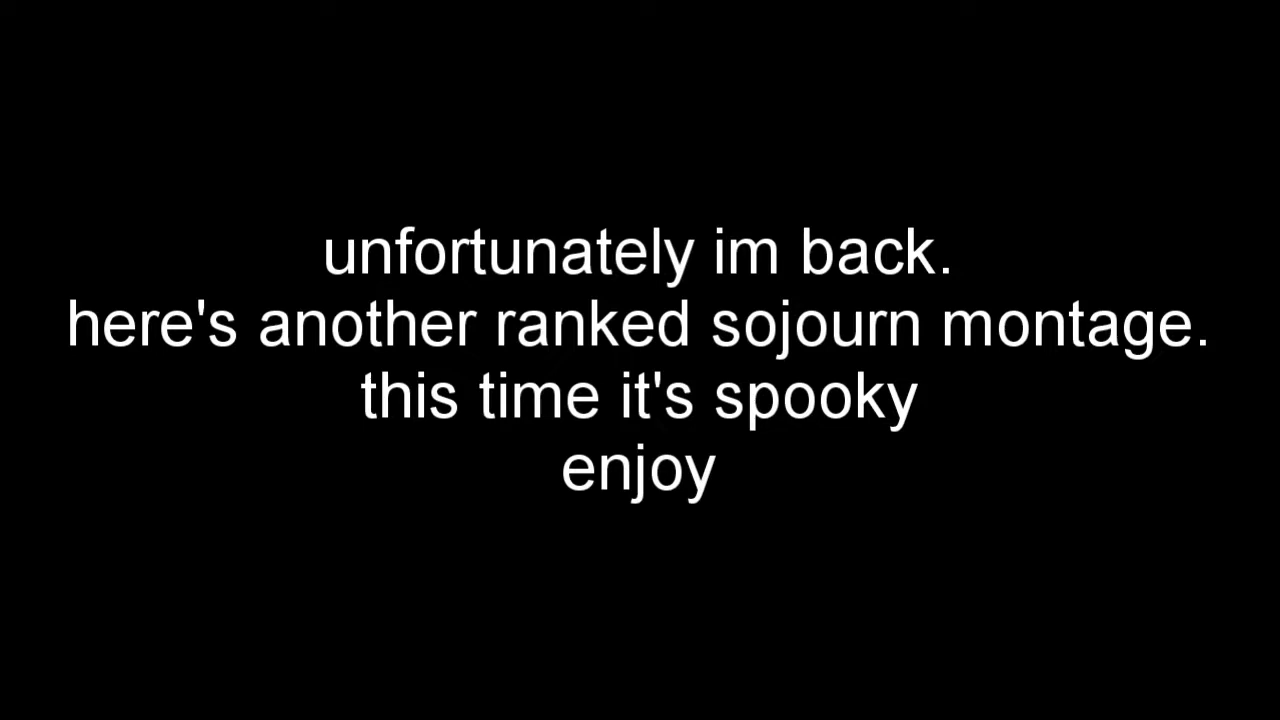 unfortunately im back.
here's another ranked sojourn montage.
this time it's spooky
enjoy